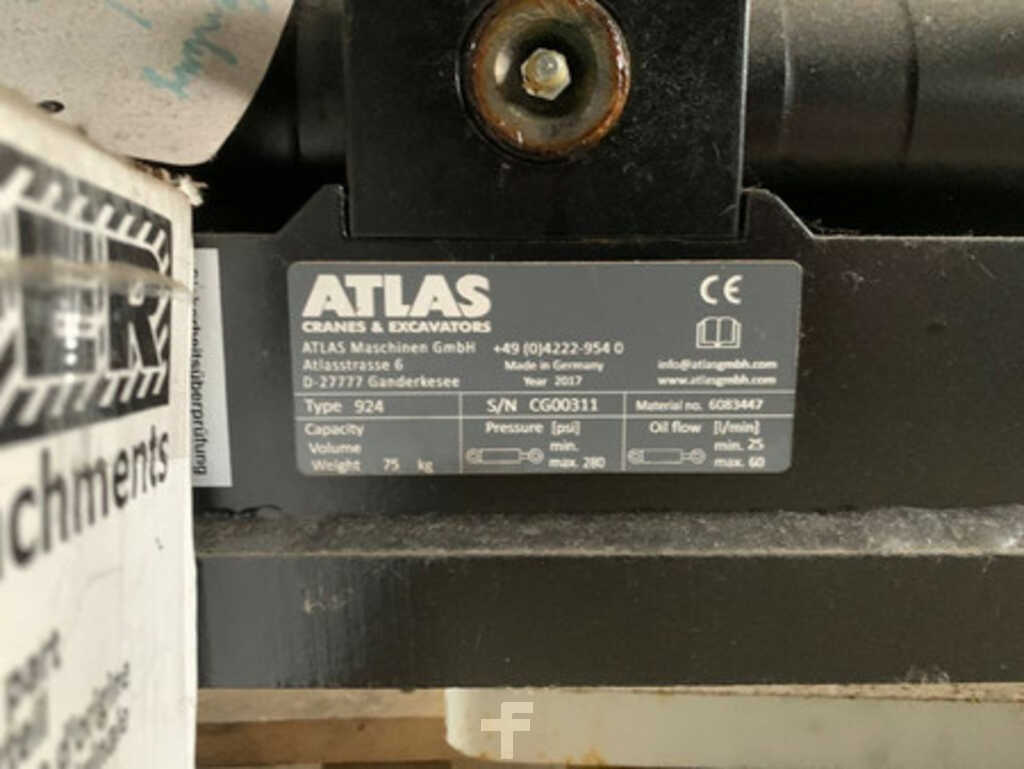 ATLAS
CRANES & EXCAVATORS
ATLAS Maschinen GmbH +49 (0)4222-954 0
Atlasstrasse 6 Made in Germany info@atlasgmbh.com
D-27777 Ganderkesee Year 2017 www.atlasgmbh.com
CE
Type 924 S/N CG00311 Material no. 6083447
Capacity Pressure [psi] Oil flow [l/min]
Volume min. min. 25
Weight 75 kg max. 280 max. 60
chments
part
d'origine